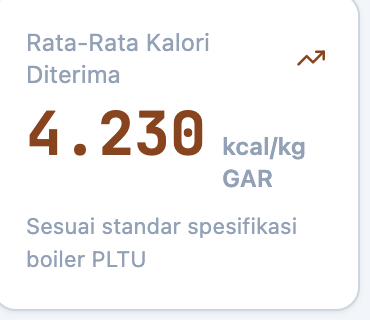 Rata-Rata Kalori
Diterima
4.230 kcal/kg
GAR
Sesuai standar spesifikasi
boiler PLTU